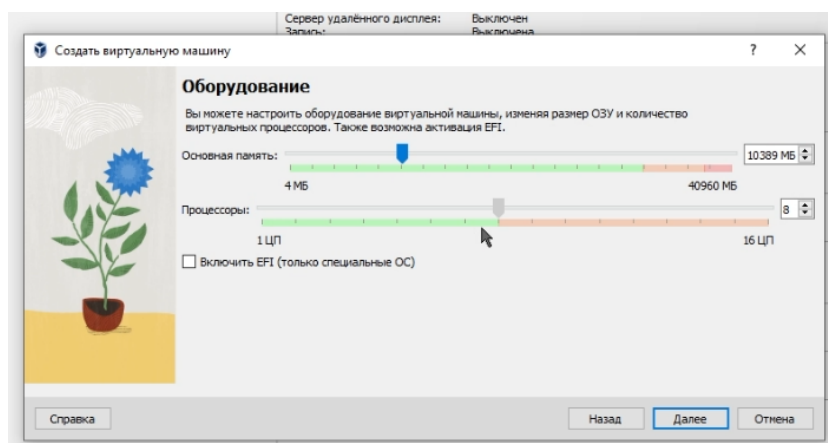 Сервер удалённого дисплея: Выключен
Запись: Выключена
Создать виртуальную машину ? ×
Оборудование
Вы можете настроить оборудование виртуальной машины, изменяя размер ОЗУ и количество
виртуальных процессоров. Также возможна активация EFI.
Основная память: 10389 МБ
4 МБ 40960 МБ
Процессоры: 8
1 ЦП 16 ЦП
Включить EFI (только специальные ОС)
Справка Назад Далее Отмена